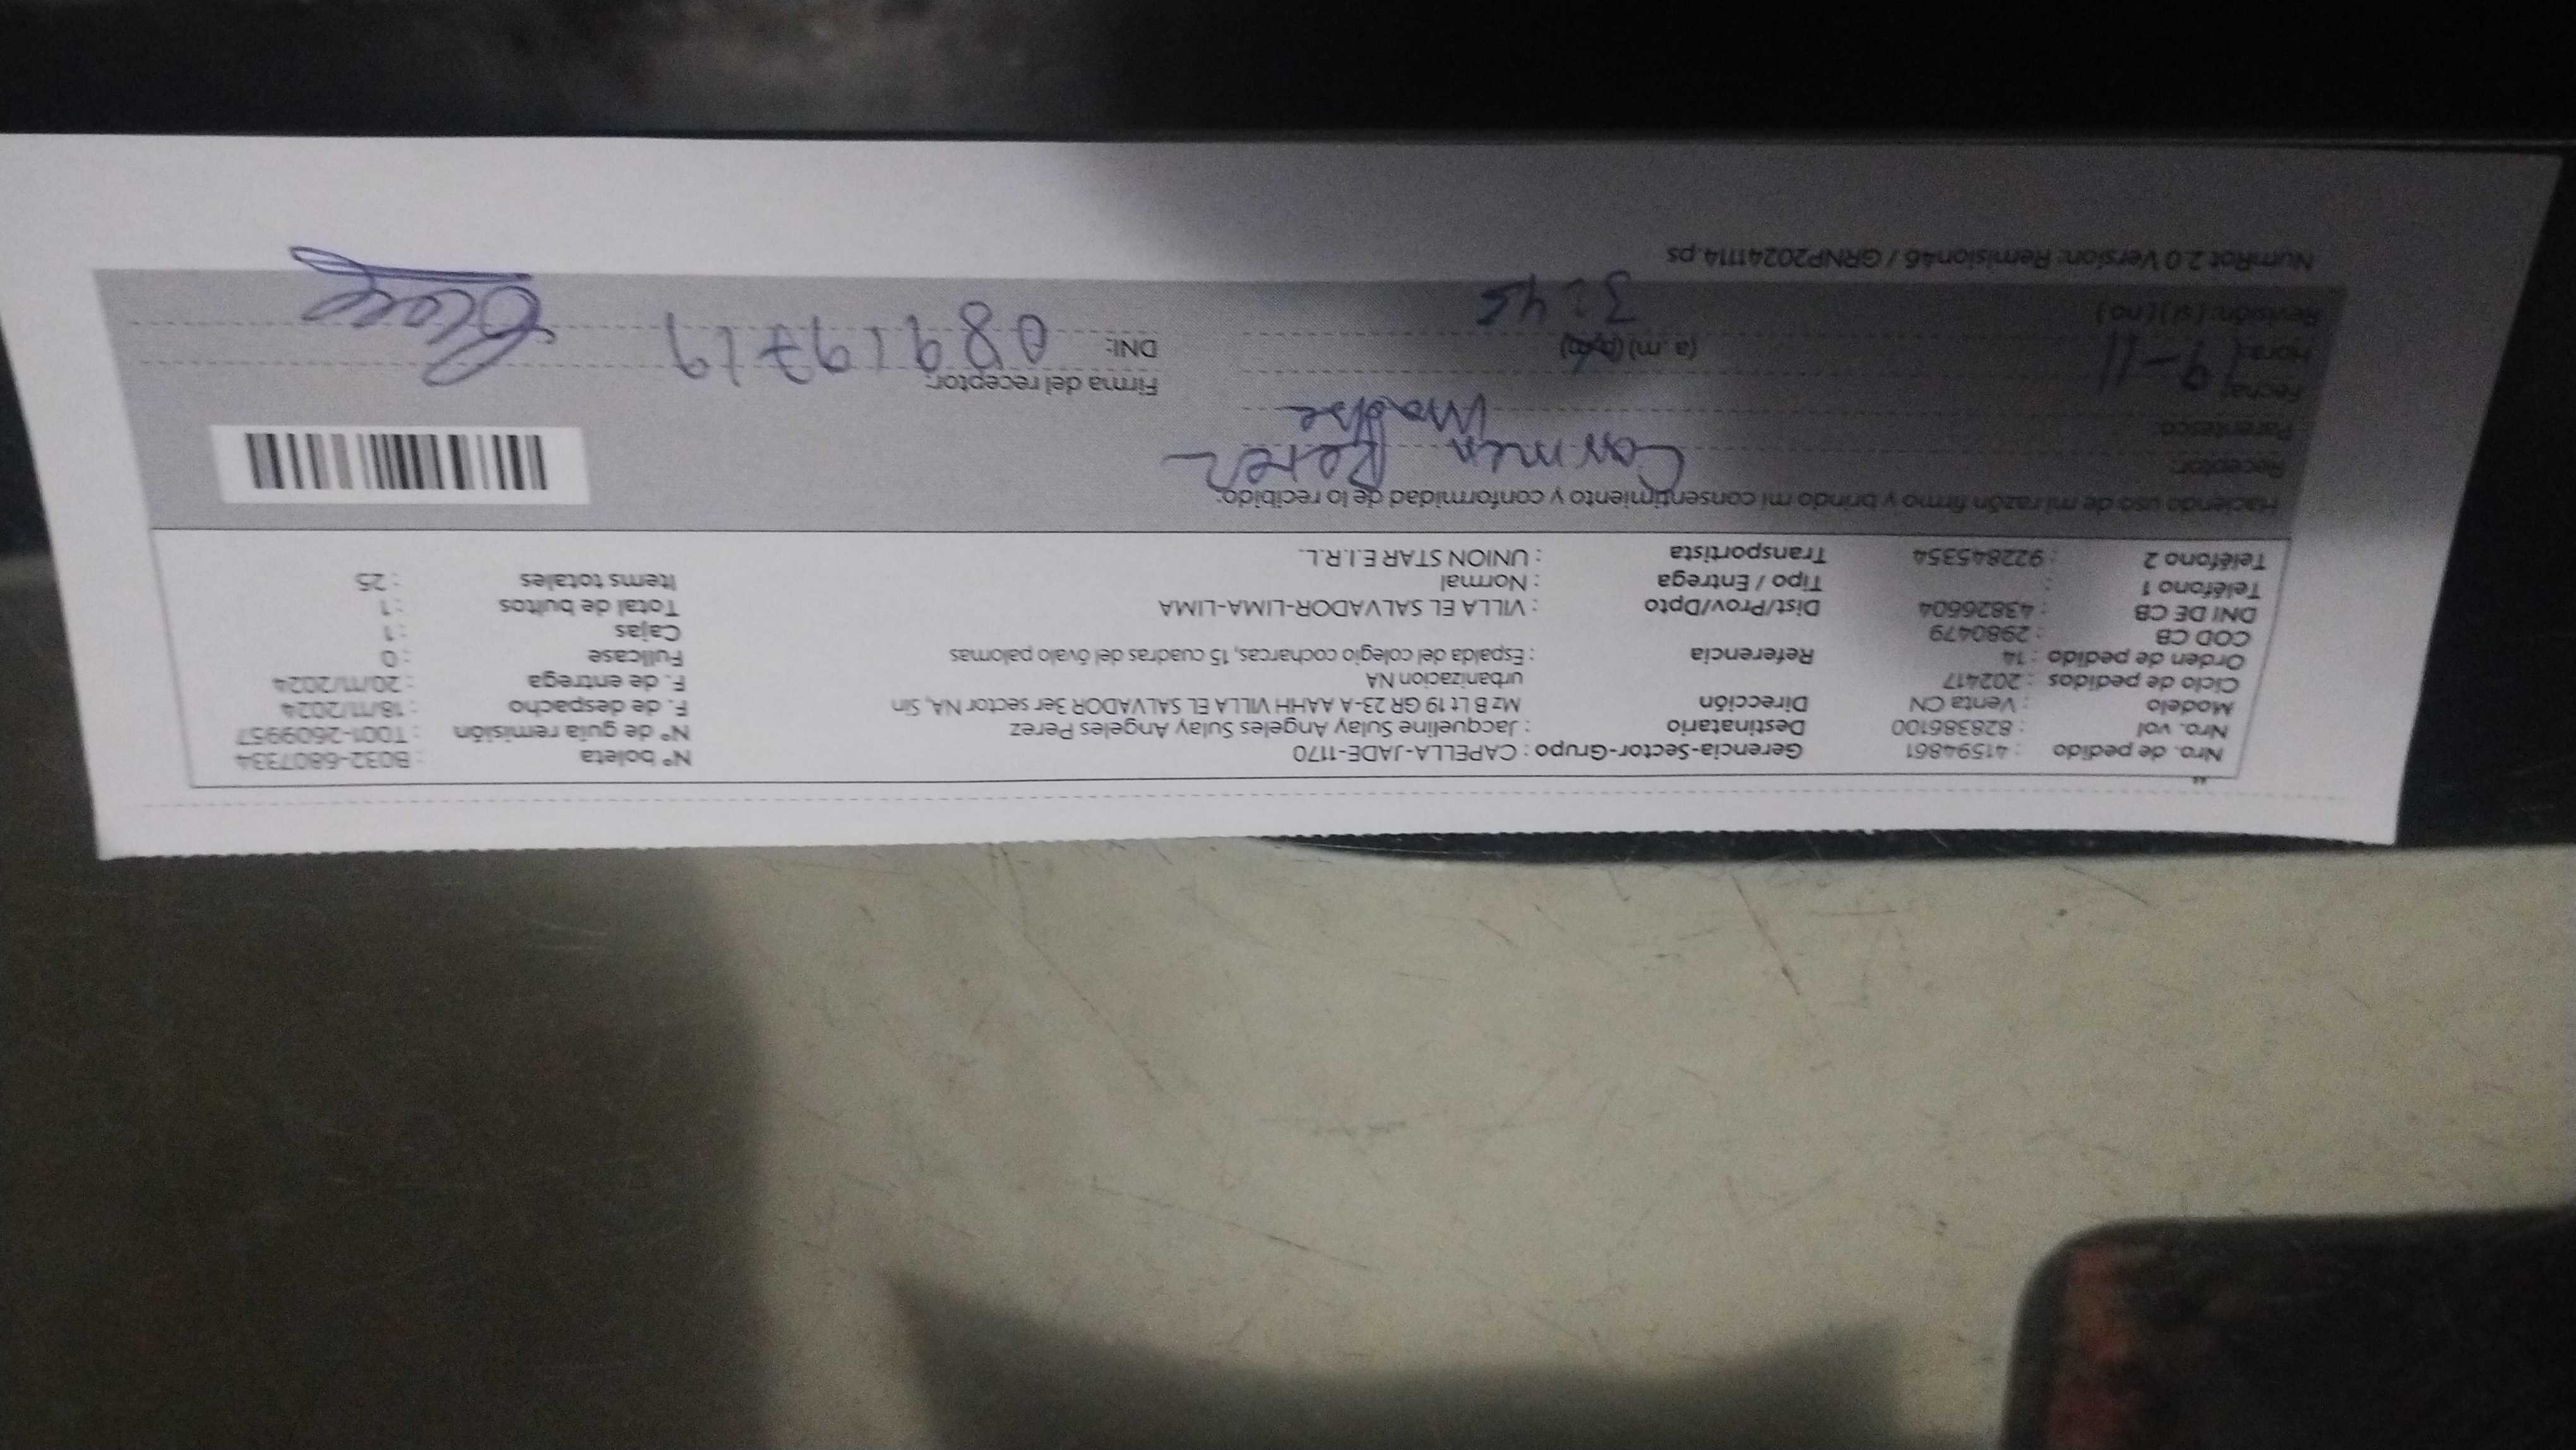 Nro. de pedido : 41594861 Gerencia-Sector-Grupo : CAPELLA-JADE-1170 N° boleta : B032-6807334
Nro. vol : 828386100 Destinatario : Jacqueline Sulay Angeles Sulay Angeles Perez N° de guía remisión : T001-2609957
Modelo : Venta CN Dirección Mz B Lt 19 GR 23-A AAHH VILLA EL SALVADOR 3er sector NA, Sin F. de despacho : 18/11/2024
Ciclo de pedidos : 202417 urbanizacion NA F. de entrega : 20/11/2024
Orden de pedido : 14 Referencia : Espalda del colegio cocharcas, 15 cuadras del óvalo palomas Fullcase : 0
COD CB : 2980479 Cajas : 1
DNI DE CB : 43826604 Dist/Prov/Dpto : VILLA EL SALVADOR-LIMA-LIMA Total de bultos : 1
Teléfono 1 : Tipo / Entrega : Normal Items totales : 25
Teléfono 2 : 922845354 Transportista : UNION STAR E.I.R.L.
Haciendo uso de mi razón firmo y brindo mi consentimiento y conformidad de lo recibido:
Receptor: Carmen Perez
Parentesco: Madre
Fecha: 19-11 Firma del receptor:
Hora: (a.m) (p.m) 3:45 DNI: 08919719
Revisión: (si) (no)
NumRot 2.0 Version: Remision46 / GRNP20241114.ps